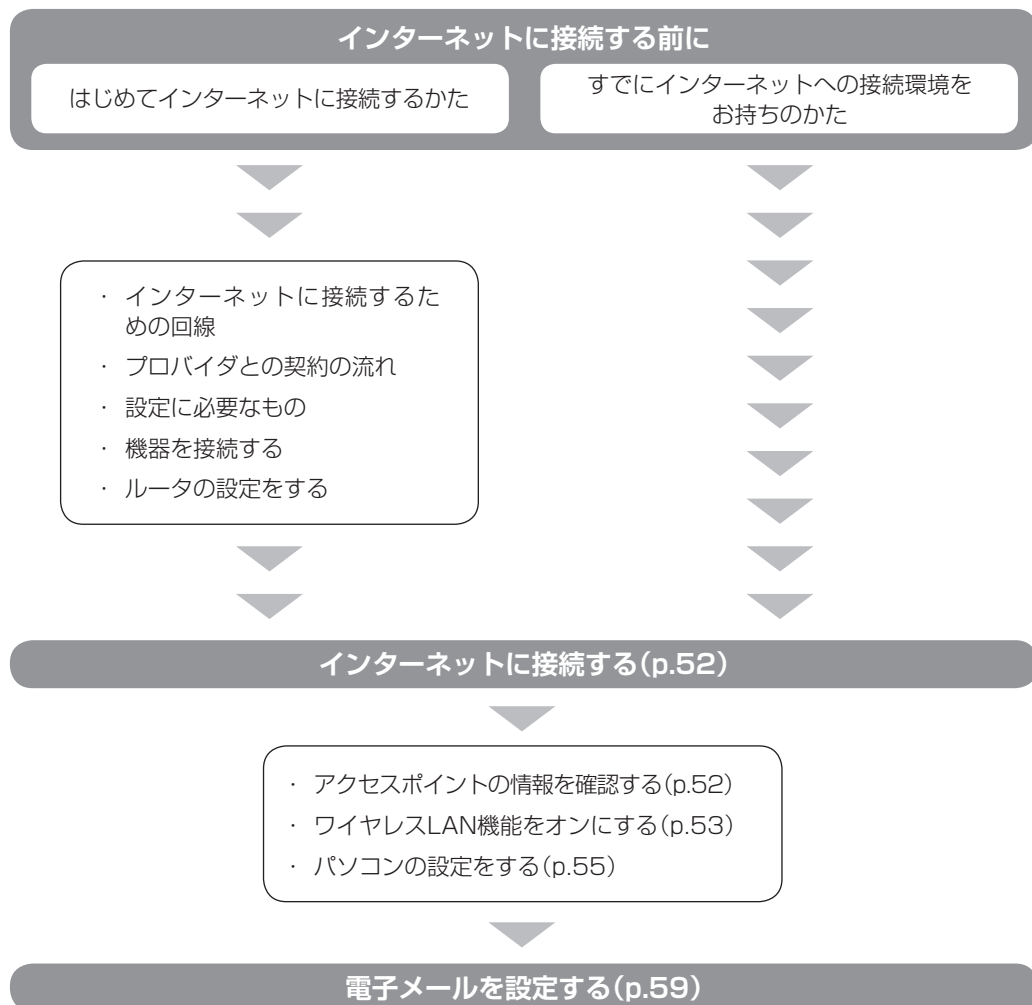 インターネットに接続する前に
はじめてインターネットに接続するかた
すでにインターネットへの接続環境を
お持ちのかた
・ インターネットに接続するた
めの回線
・ プロバイダとの契約の流れ
・ 設定に必要なもの
・ 機器を接続する
・ ルータの設定をする
インターネットに接続する(p.52)
・ アクセスポイントの情報を確認する(p.52)
・ ワイヤレスLAN機能をオンにする(p.53)
・ パソコンの設定をする(p.55)
電子メールを設定する(p.59)